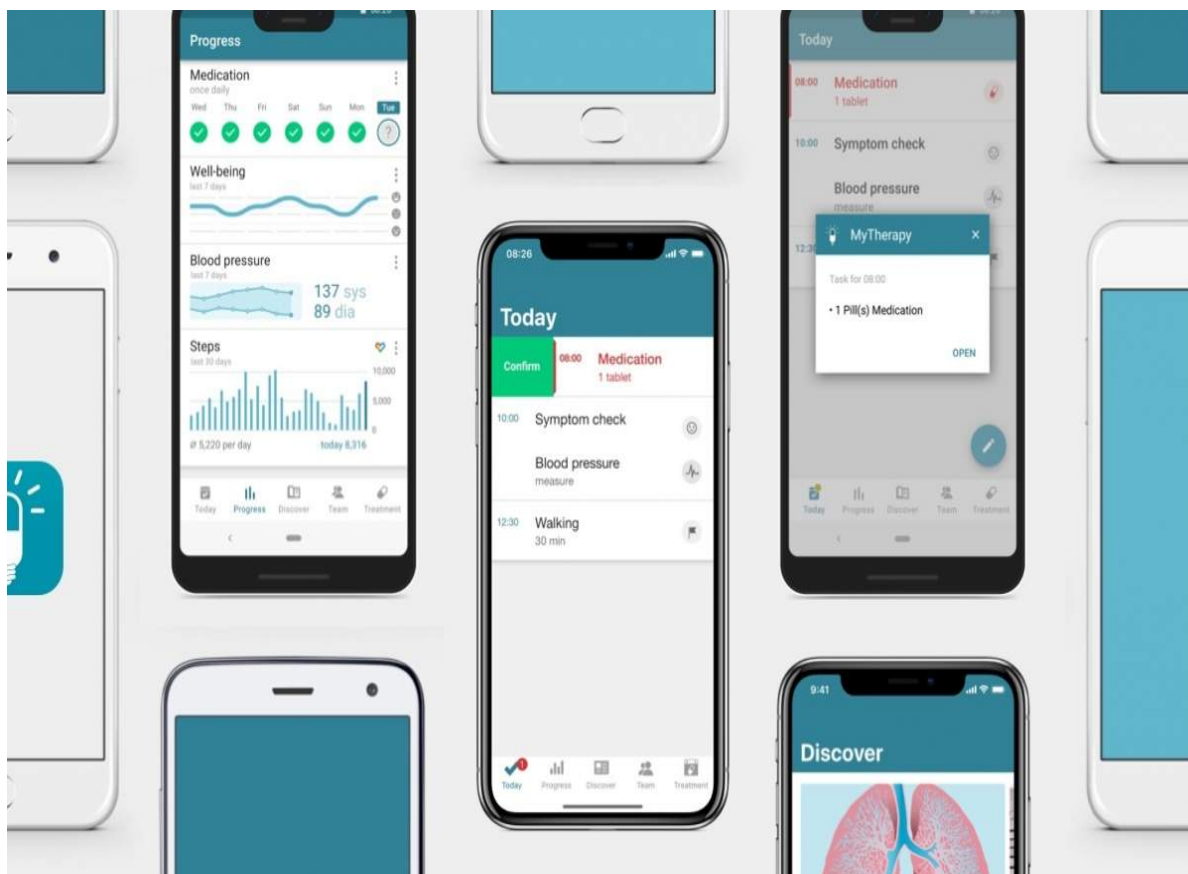 Progress
Medication
once daily
Wed Thu Fri Sat Sun Mon Tue
?
Well-being
last 7 days
Blood pressure
last 7 days
137 sys
89 dia
Steps
last 30 days
10,000
5,000
0
Ø 5,220 per day today 8,316
Today Progress Discover Team Treatment
08:26
Today
Confirm 08:00 Medication
1 tablet
10:00 Symptom check
Blood pressure
measure
12:30 Walking
30 min
1
Today Progress Discover Team Treatment
Today
08:00 Medication
1 tablet
10:00 Symptom check
Blood pressure
measure
MyTherapy ×
Task for 08:00
• 1 Pill(s) Medication
OPEN
Today Progress Discover Team Treatment
9:41
Discover